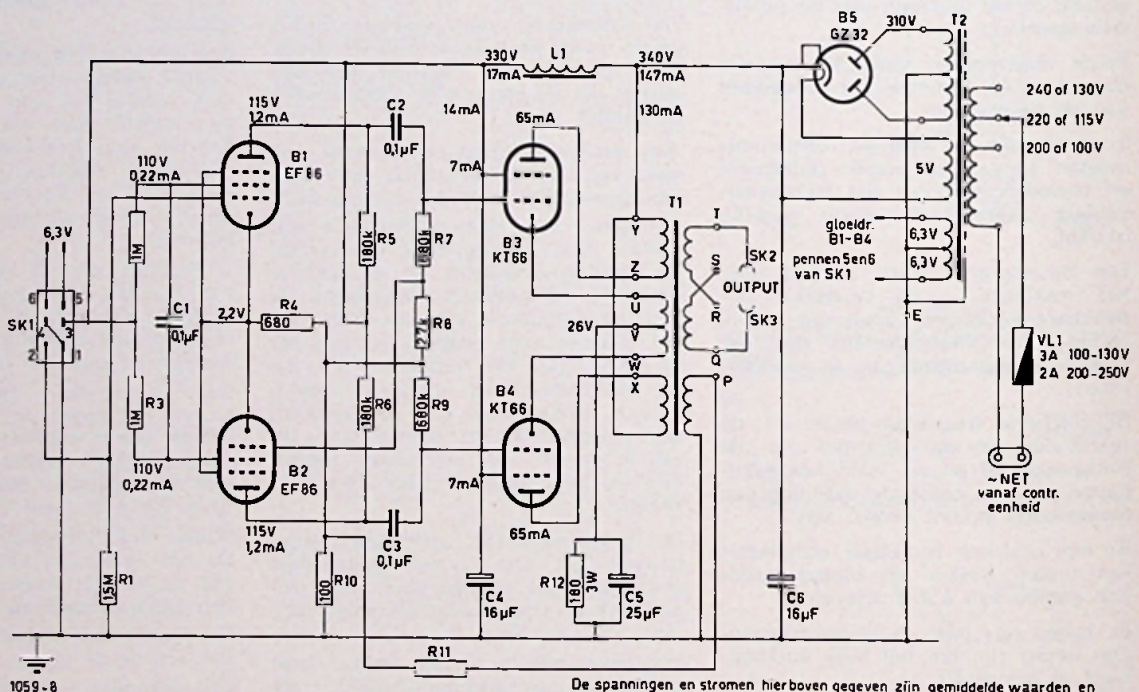 B5
GZ32
310V
T2
330V
17mA
L1
340V
147mA
240 of 130V
220 of 115V
200 of 100V
115V
1,2mA
C2
0,1µF
14mA
65mA
130mA
110V
0,22mA
B1
EF86
7mA
5V
T1
6,3V
1M
R5
180k
R7
680k
B3
KT66
Y
T
gloeidr.
B1-B4
6,3V
pennen 5 en 6
van SK1
6,3V
Z
S
SK2
6
5
SK1
3
2
1
C1
0,1µF
2,2V
R4
680
R8
2,7k
U
26V
V
R
OUTPUT
SK3
E
VL1
3A 100-130V
2A 200-250V
R3
1M
R6
180k
R9
680k
B4
KT66
W
X
Q
P
110V
0,22mA
B2
EF86
7mA
~NET
vanaf contr.
eenheid
115V
1,2mA
C3
0,1µF
65mA
R1
1,5M
R10
100
C4
16µF
R12
180
3W
C5
25µF
C6
16µF
R11
1059-8
De spanningen en stromen hierboven gegeven zijn gemiddelde waarden en